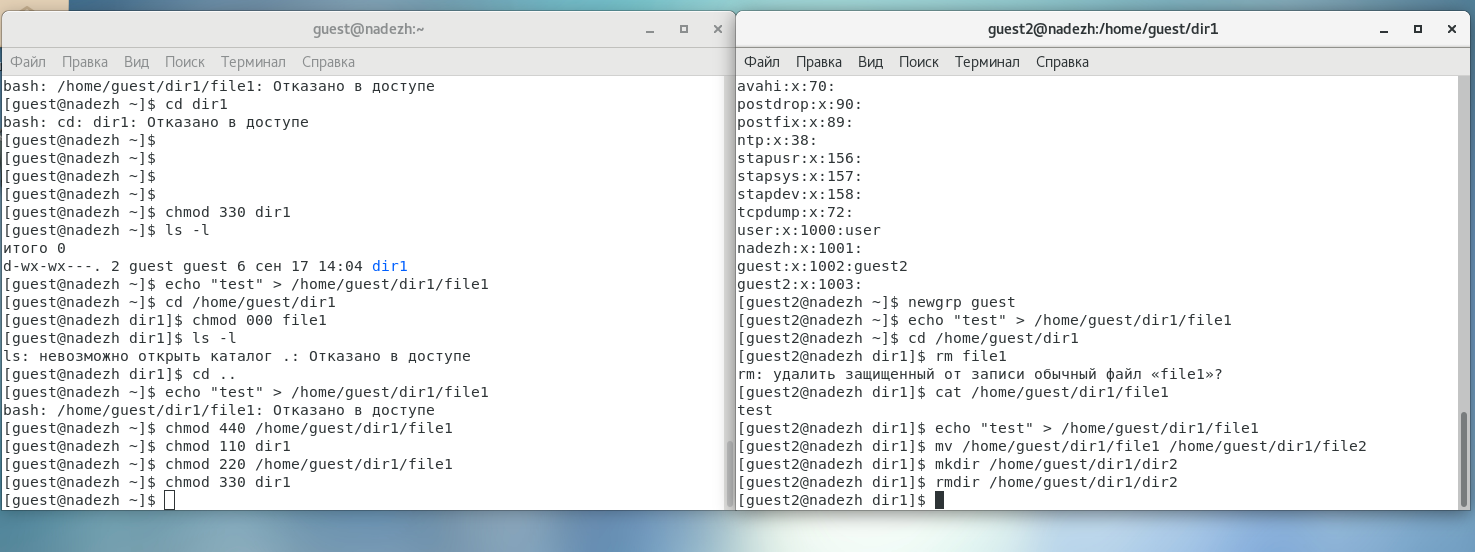 guest@nadezh:~
Файл Правка Вид Поиск Терминал Справка
bash: /home/guest/dir1/file1: Отказано в доступе
[guest@nadezh ~]$ cd dir1
bash: cd: dir1: Отказано в доступе
[guest@nadezh ~]$
[guest@nadezh ~]$
[guest@nadezh ~]$
[guest@nadezh ~]$
[guest@nadezh ~]$ chmod 330 dir1
[guest@nadezh ~]$ ls -l
итого 0
d-wx-wx---. 2 guest guest 6 сен 17 14:04 dir1
[guest@nadezh ~]$ echo "test" > /home/guest/dir1/file1
[guest@nadezh ~]$ cd /home/guest/dir1
[guest@nadezh dir1]$ chmod 000 file1
[guest@nadezh dir1]$ ls -l
ls: невозможно открыть каталог .: Отказано в доступе
[guest@nadezh dir1]$ cd ..
[guest@nadezh ~]$ echo "test" > /home/guest/dir1/file1
bash: /home/guest/dir1/file1: Отказано в доступе
[guest@nadezh ~]$ chmod 440 /home/guest/dir1/file1
[guest@nadezh ~]$ chmod 110 dir1
[guest@nadezh ~]$ chmod 220 /home/guest/dir1/file1
[guest@nadezh ~]$ chmod 330 dir1
[guest@nadezh ~]$
guest2@nadezh:/home/guest/dir1
Файл Правка Вид Поиск Терминал Справка
avahi:x:70:
postdrop:x:90:
postfix:x:89:
ntp:x:38:
stapusr:x:156:
stapsys:x:157:
stapdev:x:158:
tcpdump:x:72:
user:x:1000:user
nadezh:x:1001:
guest:x:1002:guest2
guest2:x:1003:
[guest2@nadezh ~]$ newgrp guest
[guest2@nadezh ~]$ echo "test" > /home/guest/dir1/file1
[guest2@nadezh ~]$ cd /home/guest/dir1
[guest2@nadezh dir1]$ rm file1
rm: удалить защищенный от записи обычный файл «file1»?
[guest2@nadezh dir1]$ cat /home/guest/dir1/file1
test
[guest2@nadezh dir1]$ echo "test" > /home/guest/dir1/file1
[guest2@nadezh dir1]$ mv /home/guest/dir1/file1 /home/guest/dir1/file2
[guest2@nadezh dir1]$ mkdir /home/guest/dir1/dir2
[guest2@nadezh dir1]$ rmdir /home/guest/dir1/dir2
[guest2@nadezh dir1]$